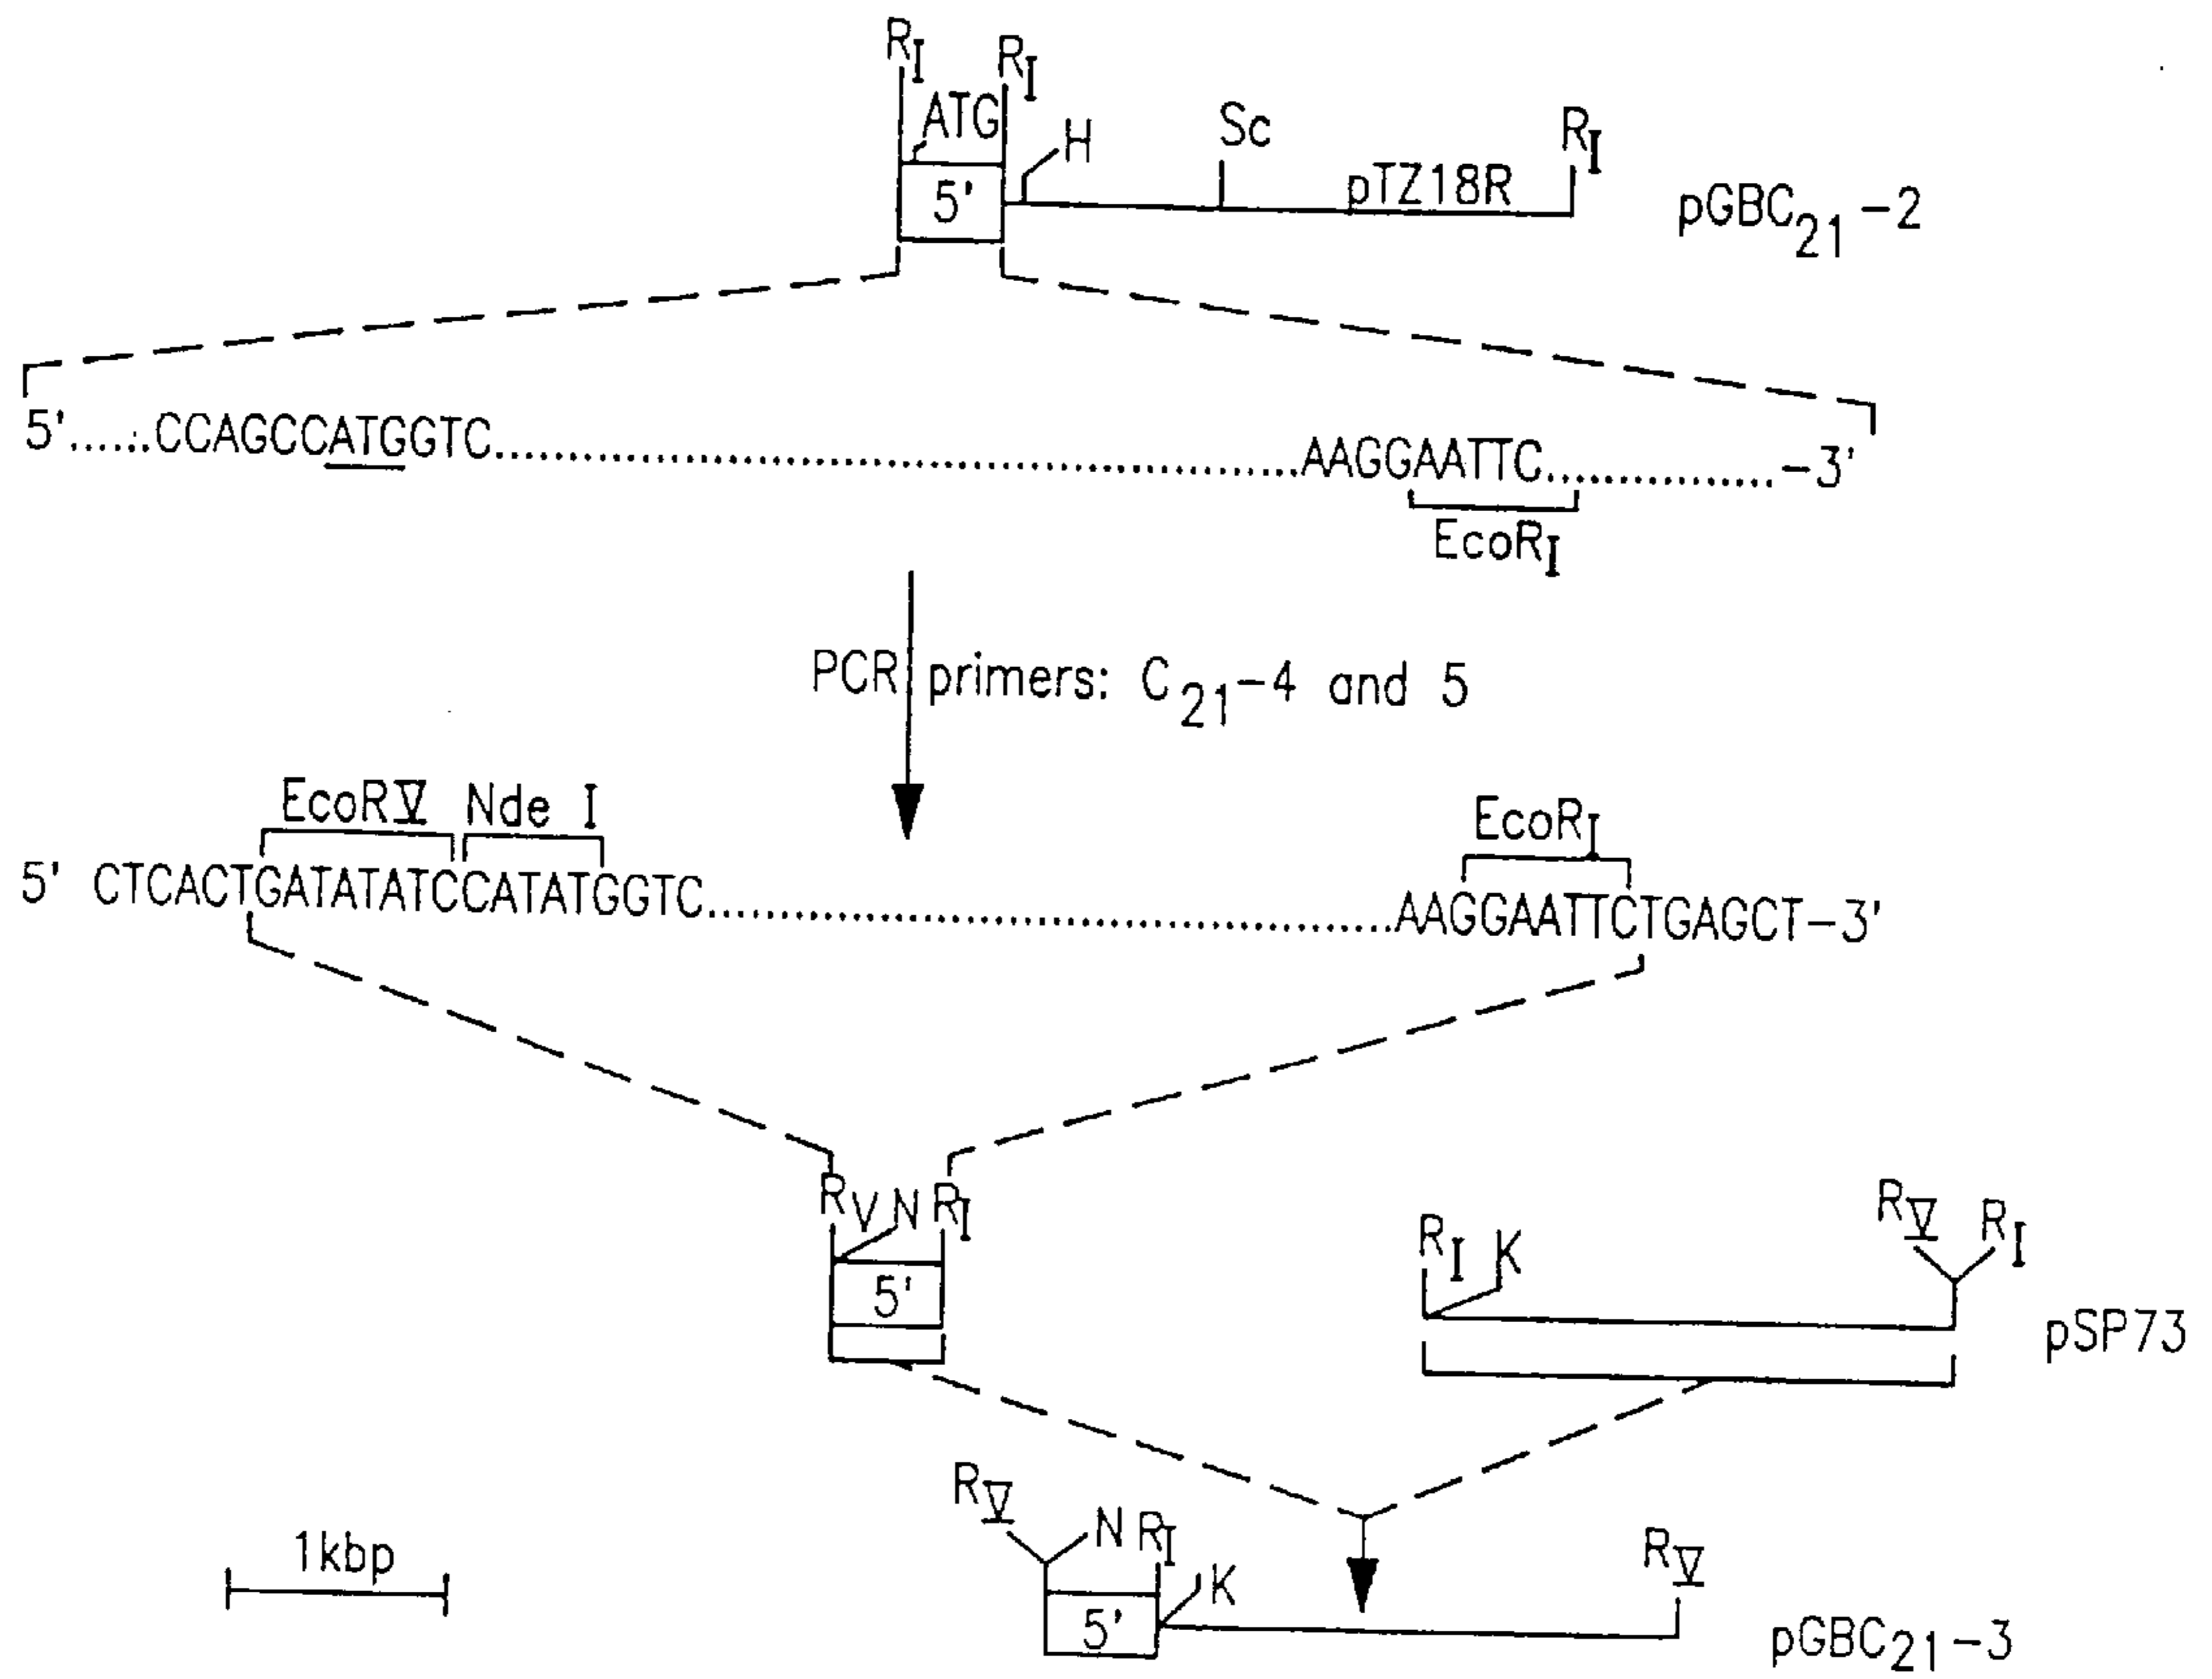 RI RI
ATG H Sc RI
5' pTZ18R pGBC21-2
5'......CCAGCCATGGTC..............................AAGGAATTC..............-3'
EcoRI
PCR primers: C21-4 and 5
EcoRV Nde I EcoRI
5' CTCACTGATATATCCATATGGTC..............................AAGGAATTCTGAGCT-3'
RV N RI RI K RV RI
5' pSP73
RV N RI K RV
1kbp
5' pGBC21-3